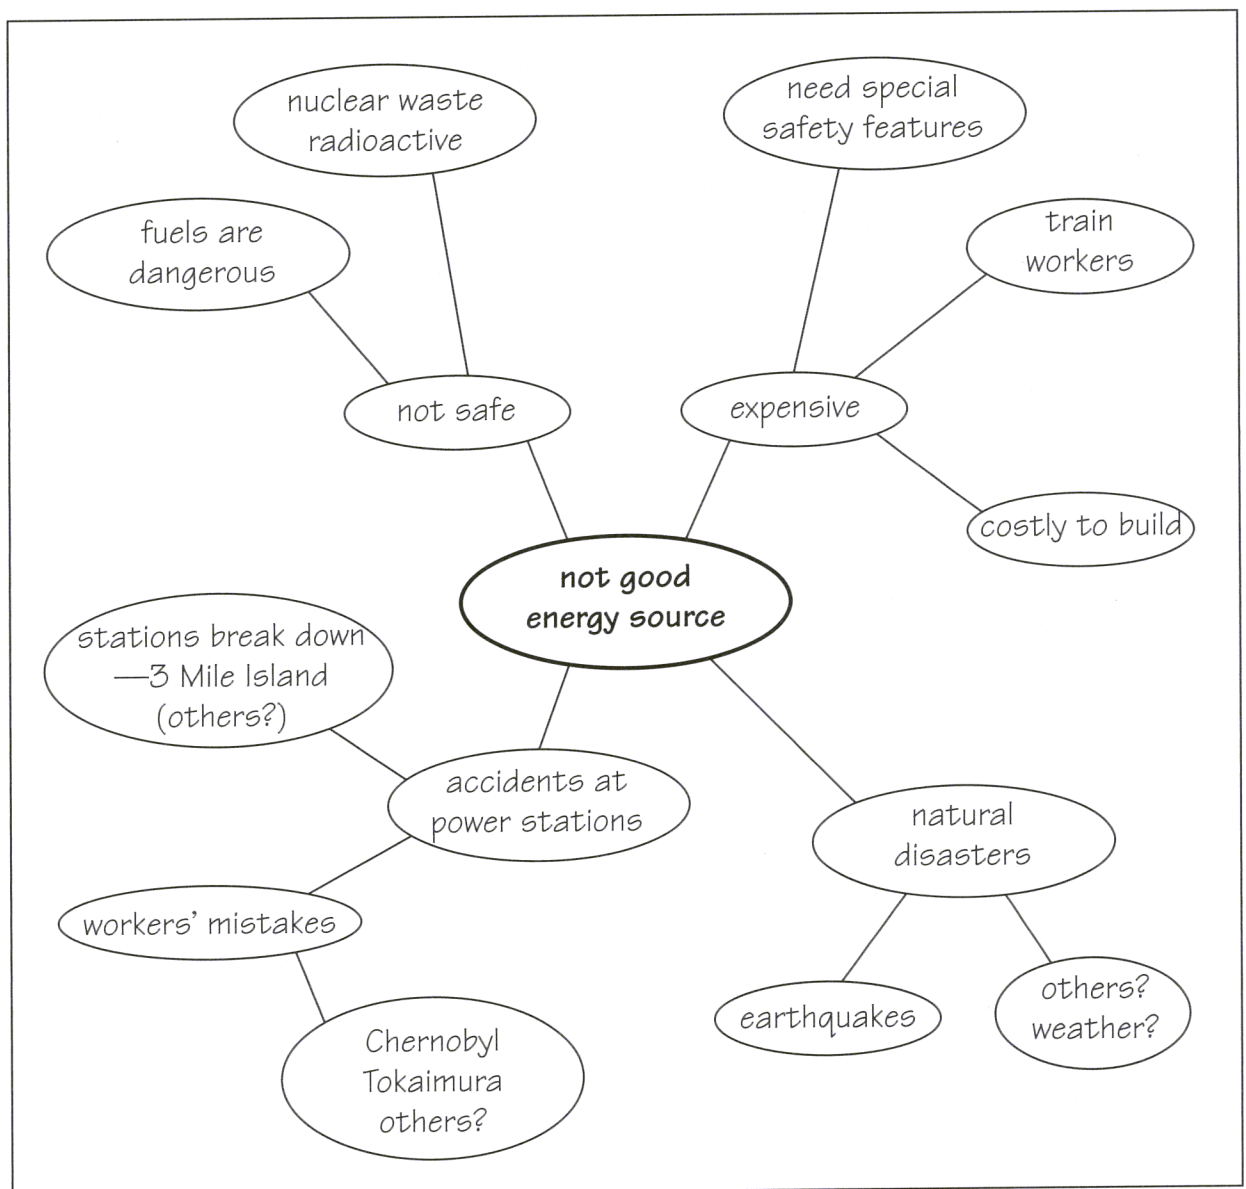 nuclear waste
radioactive
need special
safety features
fuels are
dangerous
train
workers
not safe
expensive
costly to build
not good
energy source
stations break down
—3 Mile Island
(others?)
accidents at
power stations
natural
disasters
workers' mistakes
earthquakes
others?
weather?
Chernobyl
Tokaimura
others?